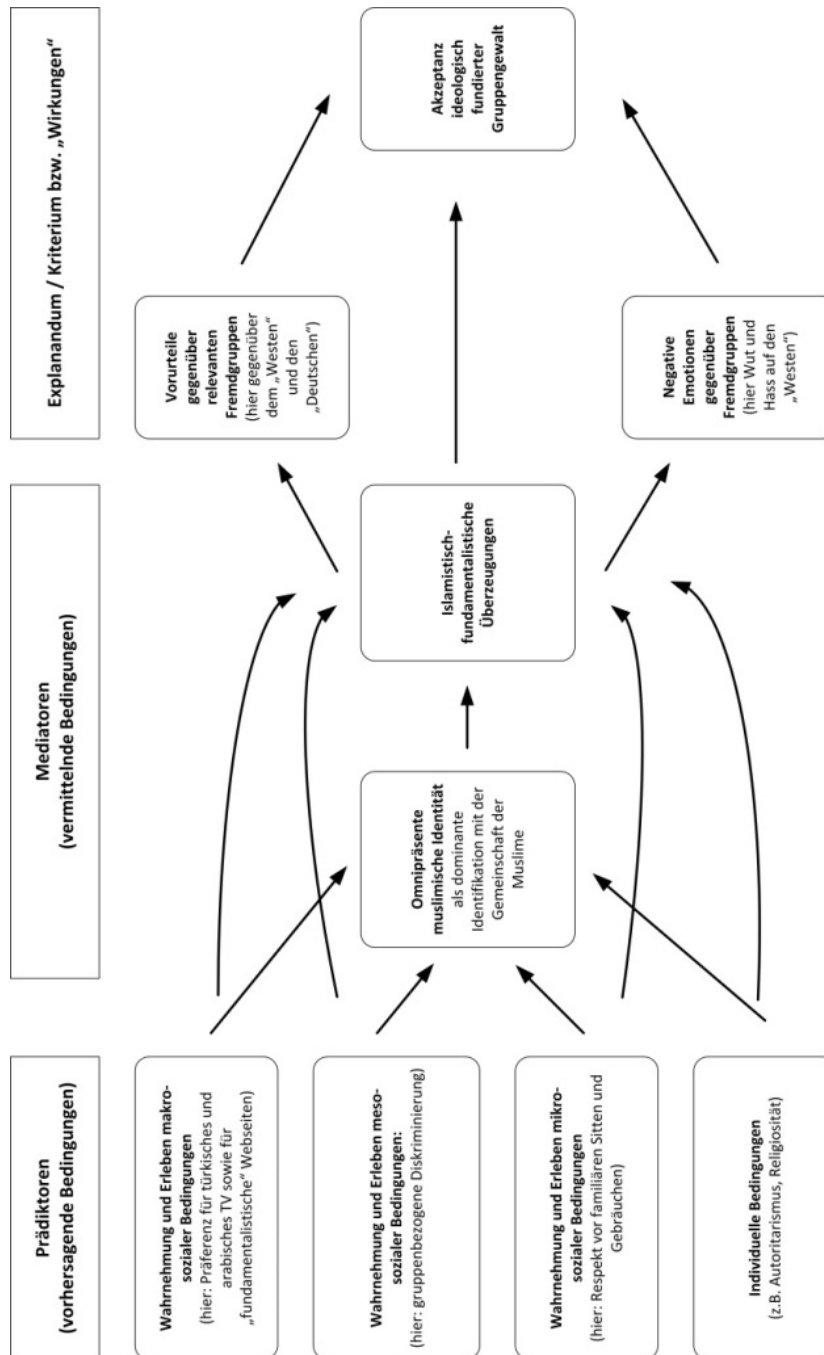 Prädiktoren
(vorhersagende Bedingungen)
Mediatoren
(vermittelnde Bedingungen)
Explanandum / Kriterium bzw. „Wirkungen“
Wahrnehmung und Erleben makro-
sozialer Bedingungen
(hier: Präferenz für türkisches und
arabisches TV sowie für
„fundamentalistische“ Webseiten)
Wahrnehmung und Erleben meso-
sozialer Bedingungen:
(hier: gruppenbezogene Diskriminierung)
Wahrnehmung und Erleben mikro-
sozialer Bedingungen
(hier: Respekt vor familiären Sitten und
Gebräuchen)
Individuelle Bedingungen
(z.B. Autoritarismus, Religiosität)
Omnipräsente
muslimische Identität
als dominante
Identifikation mit der
Gemeinschaft der
Muslime
Islamistisch-
fundamentalistische
Überzeugungen
Vorurteile
gegenüber
relevanten
Fremdgruppen
(hier gegenüber
dem „Westen“
und den
„Deutschen“)
Negative
Emotionen
gegenüber
Fremdgruppen
(hier Wut und
Hass auf den
„Westen“)
Akzeptanz
ideologisch
fundierter
Gruppengewalt